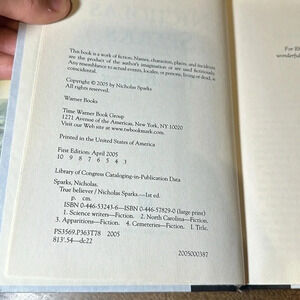 This book is a work of fiction. Names, characters, places, and incidents
are the product of the author's imagination or are used fictitiously.
Any resemblance to actual events, locales, or persons, living or dead, is
coincidental.
Copyright © 2005 by Nicholas Sparks
All rights reserved.
Warner Books
Time Warner Book Group
1271 Avenue of the Americas, New York, NY 10020
Visit our Web site at www.twbookmark.com
Printed in the United States of America
First Edition: April 2005
10 9 8 7 6 5 4 3
Library of Congress Cataloging-in-Publication Data
Sparks, Nicholas.
True believer / Nicholas Sparks.—1st ed.
p. cm.
ISBN 0-446-53243-6—ISBN 0-446-57829-0 (large print)
1. Science writers—Fiction. 2. North Carolina—Fiction.
3. Apparitions—Fiction. 4. Cemeteries—Fiction. I. Title.
PS3569.P363T78 2005
813'.54—dc22
2005000387
For
wonderful